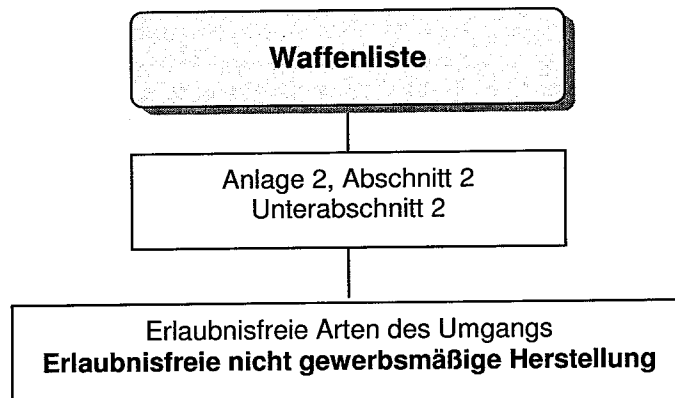 Waffenliste
Anlage 2, Abschnitt 2
Unterabschnitt 2
Erlaubnisfreie Arten des Umgangs
Erlaubnisfreie nicht gewerbsmäßige Herstellung